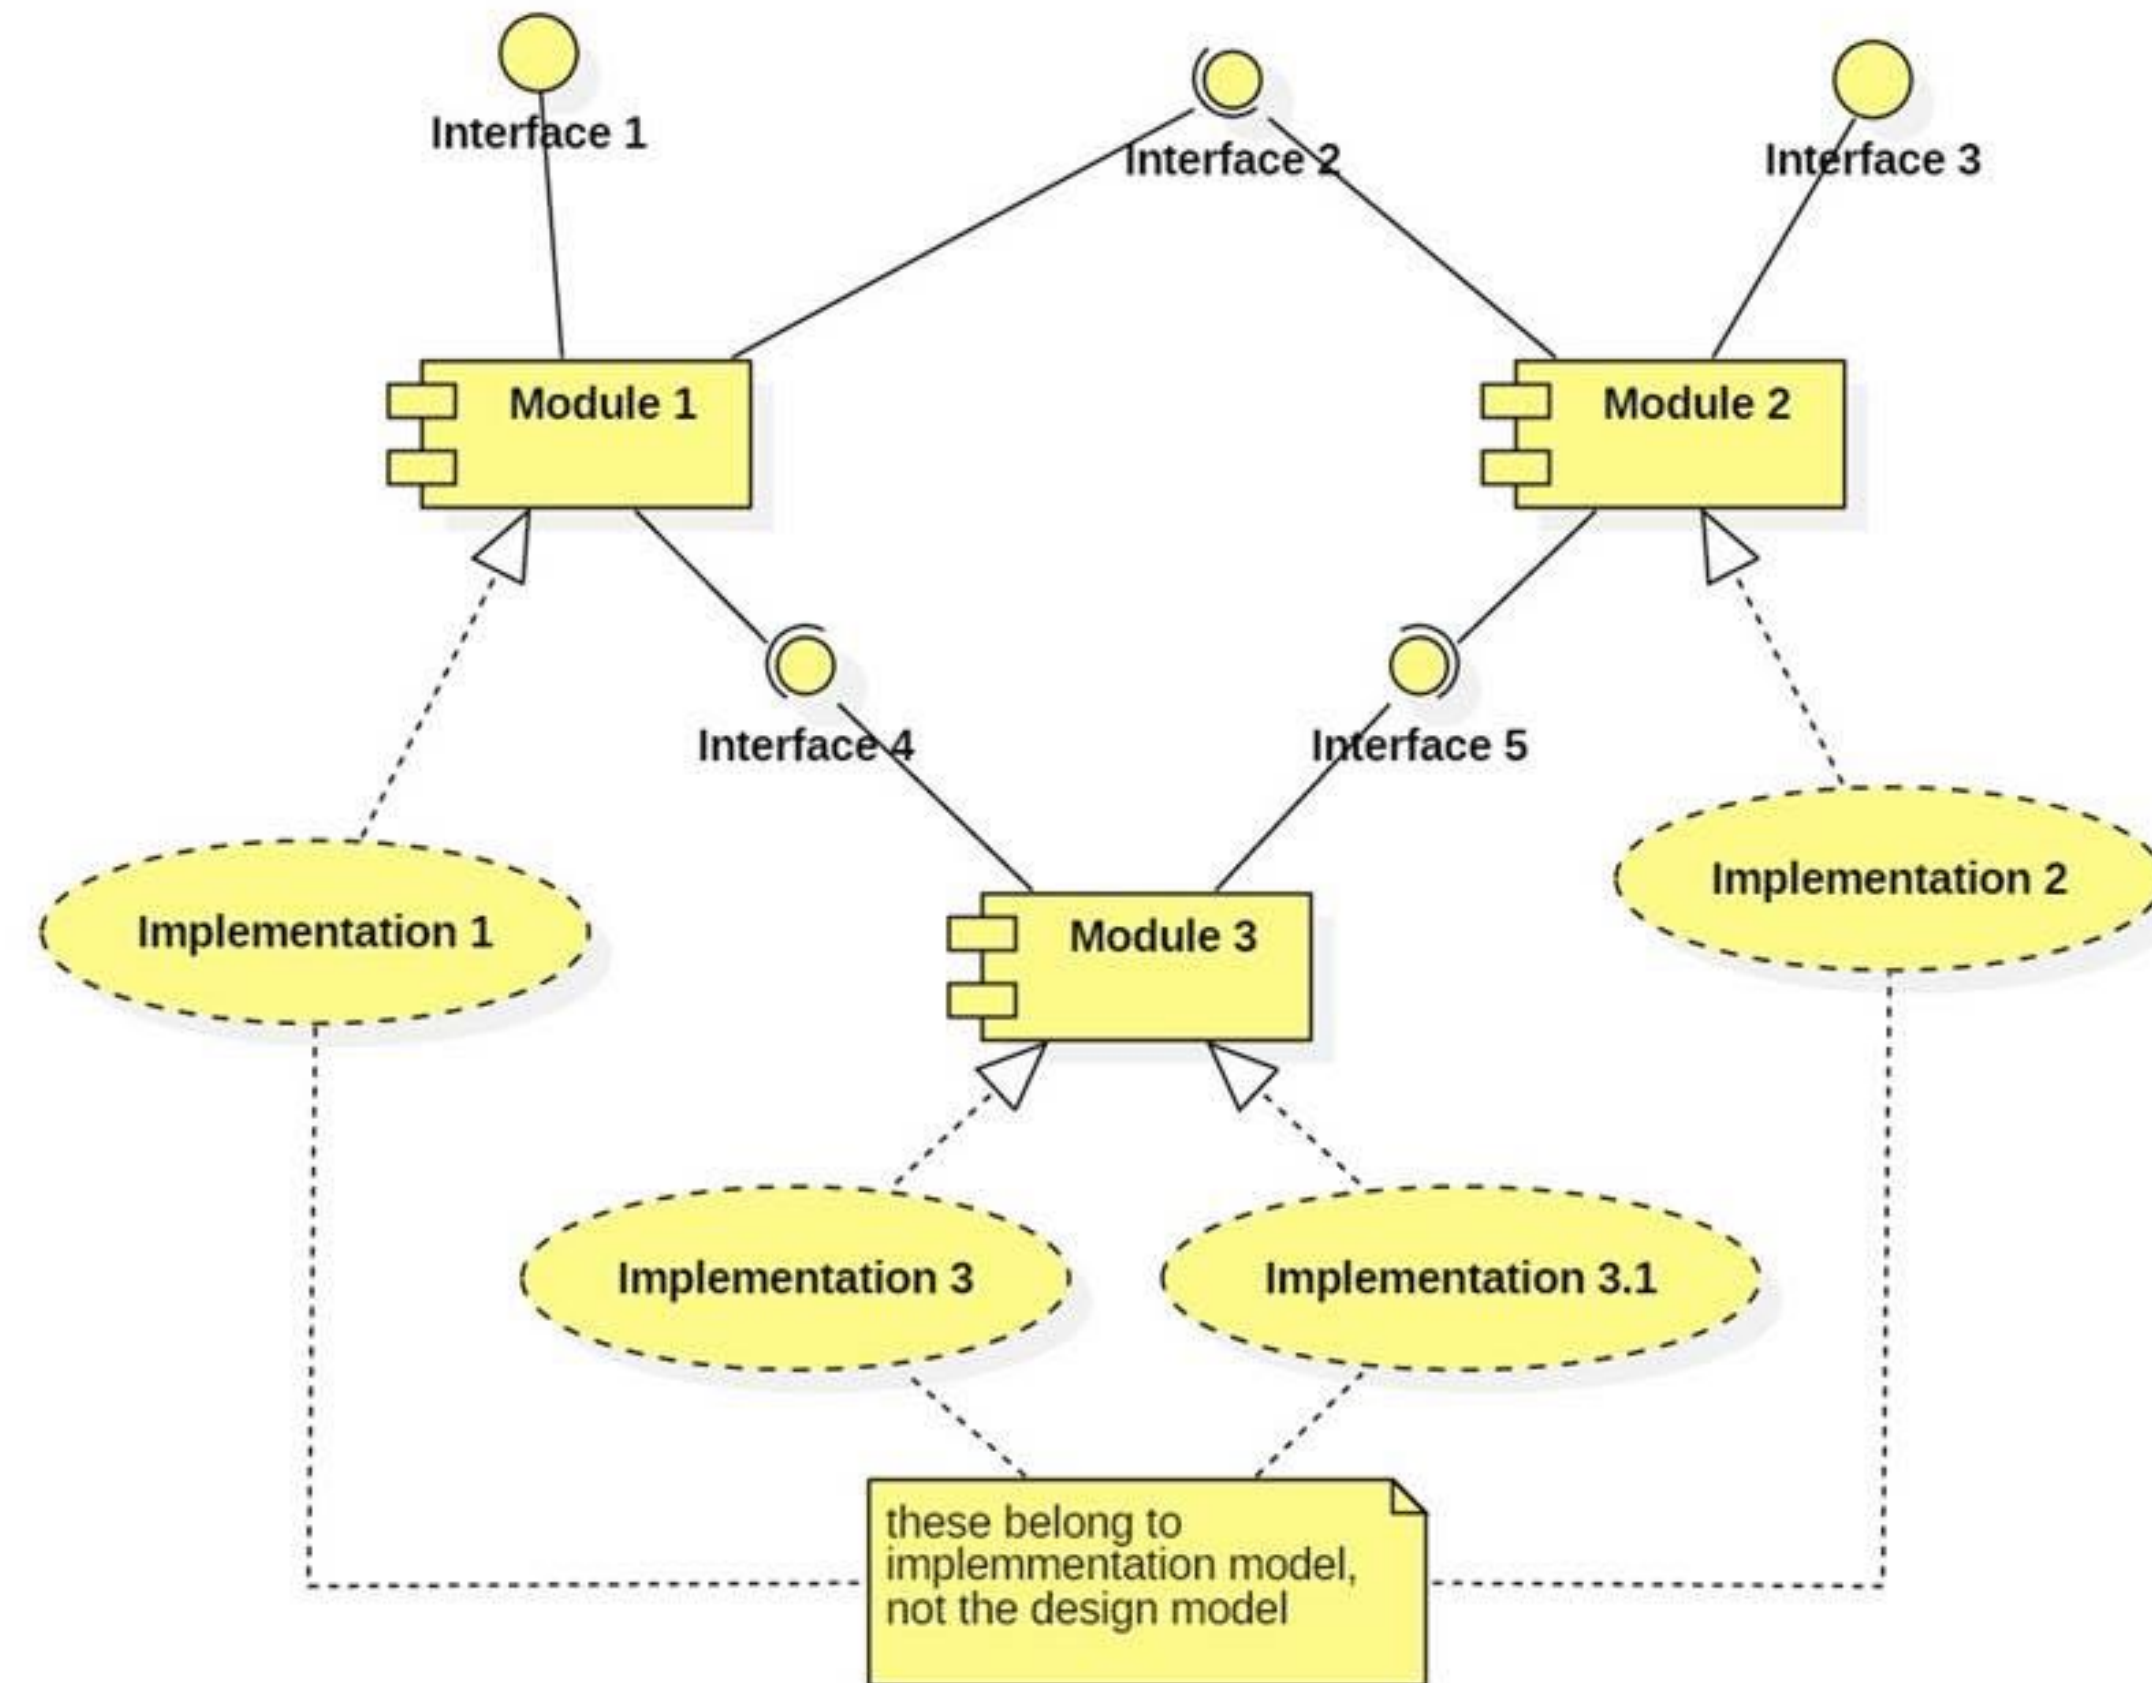 Interface 1
Interface 2
Interface 3
Module 1
Module 2
Interface 4
Interface 5
Implementation 1
Module 3
Implementation 2
Implementation 3
Implementation 3.1
these belong to
implemmentation model,
not the design model